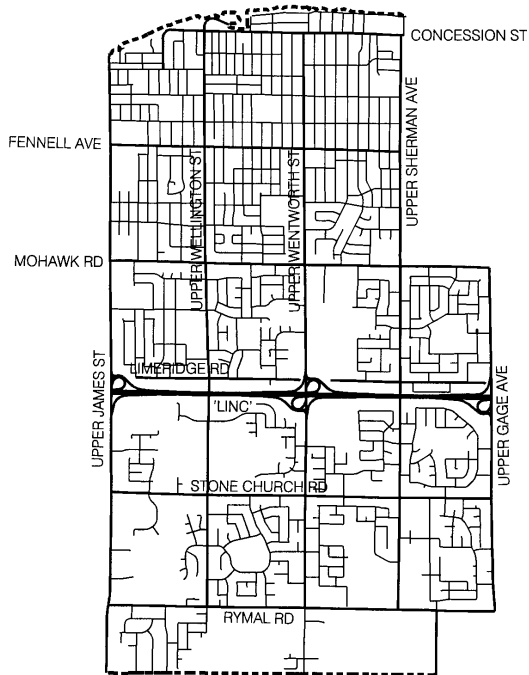 CONCESSION ST
UPPER SHERMAN AVE
FENNELL AVE
UPPER WELLINGTON ST
UPPER WENTWORTH ST
MOHAWK RD
LIMERIDGE RD
UPPER JAMES ST
'LINC'
UPPER GAGE AVE
STONE CHURCH RD
RYMAL RD